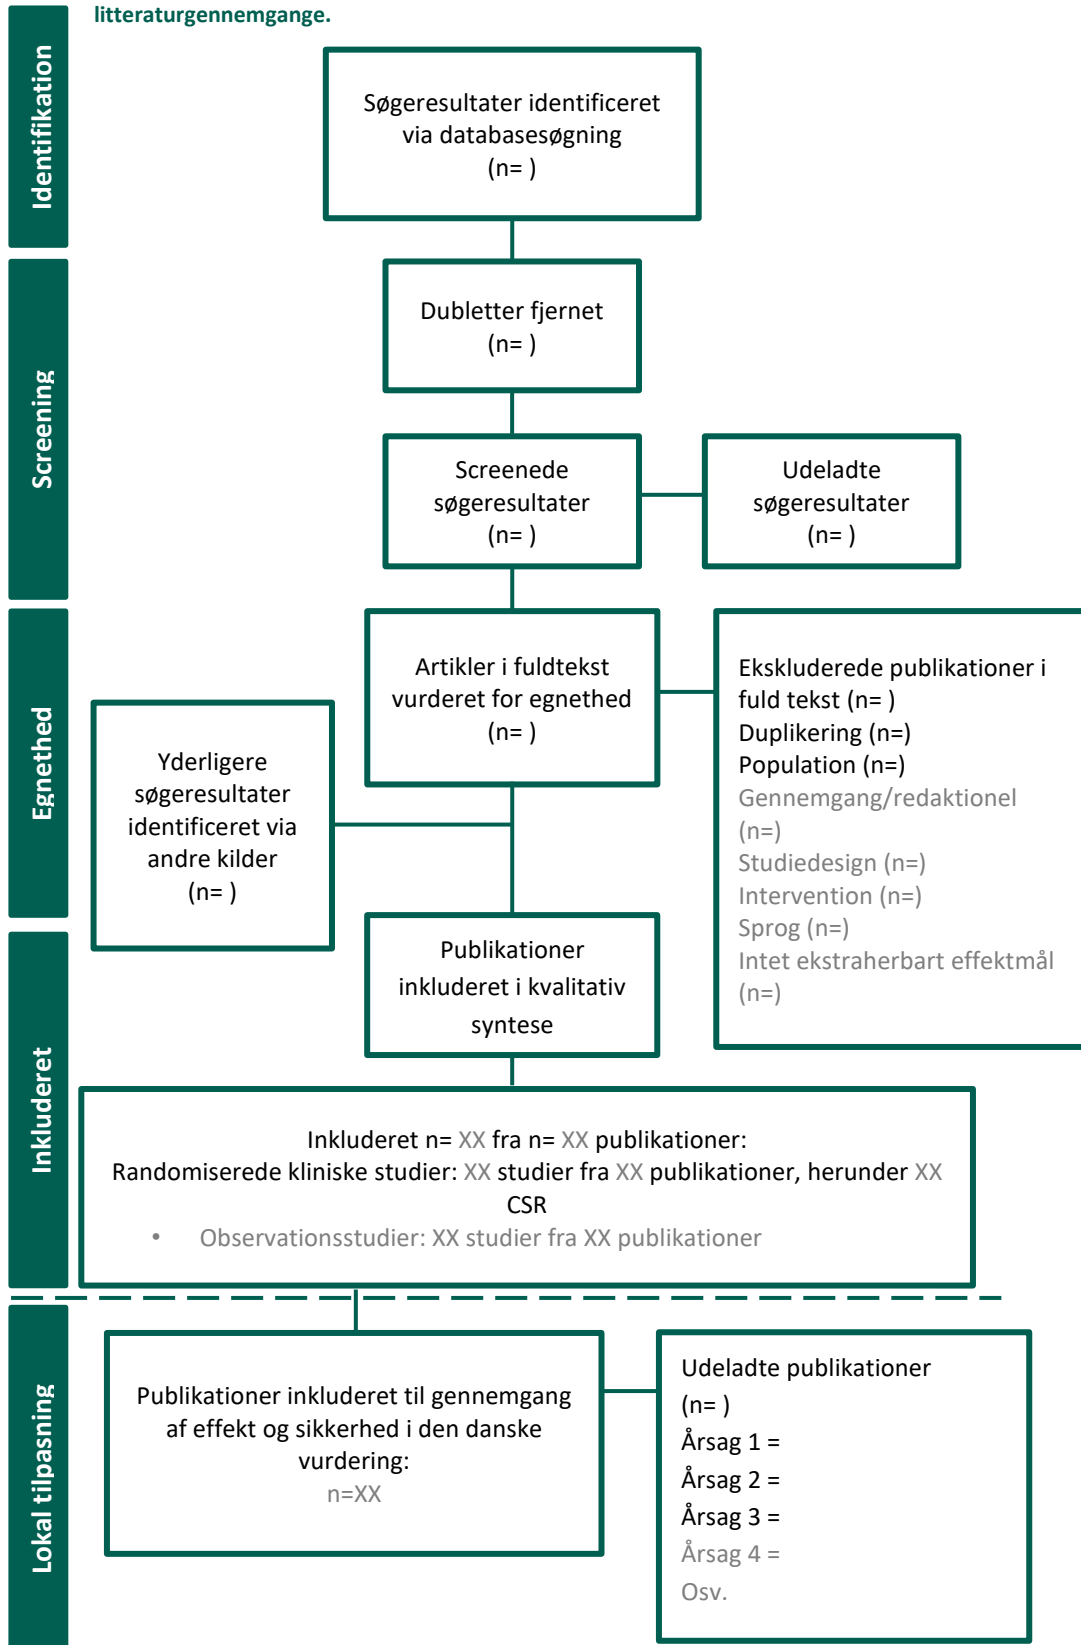 litteraturgennemgange.
Identifikation
Søgeresultater identificeret
via databasesøgning
(n= )
Screening
Dubletter fjernet
(n= )
Screenede
søgeresultater
(n= )
Udeladte
søgeresultater
(n= )
Egnethed
Artikler i fuldtekst
vurderet for egnethed
(n= )
Ekskluderede publikationer i
fuld tekst (n= )
Duplikering (n=)
Population (n=)
Gennemgang/redaktionel
(n=)
Studiedesign (n=)
Intervention (n=)
Sprog (n=)
Intet ekstraherbart effektmål
(n=)
Yderligere
søgeresultater
identificeret via
andre kilder
(n= )
Inkluderet
Publikationer
inkluderet i kvalitativ
syntese
Inkluderet n= XX fra n= XX publikationer:
Randomiserede kliniske studier: XX studier fra XX publikationer, herunder XX
CSR
• Observationsstudier: XX studier fra XX publikationer
Lokal tilpasning
Publikationer inkluderet til gennemgang
af effekt og sikkerhed i den danske
vurdering:
n=XX
Udeladte publikationer
(n= )
Årsag 1 =
Årsag 2 =
Årsag 3 =
Årsag 4 =
Osv.